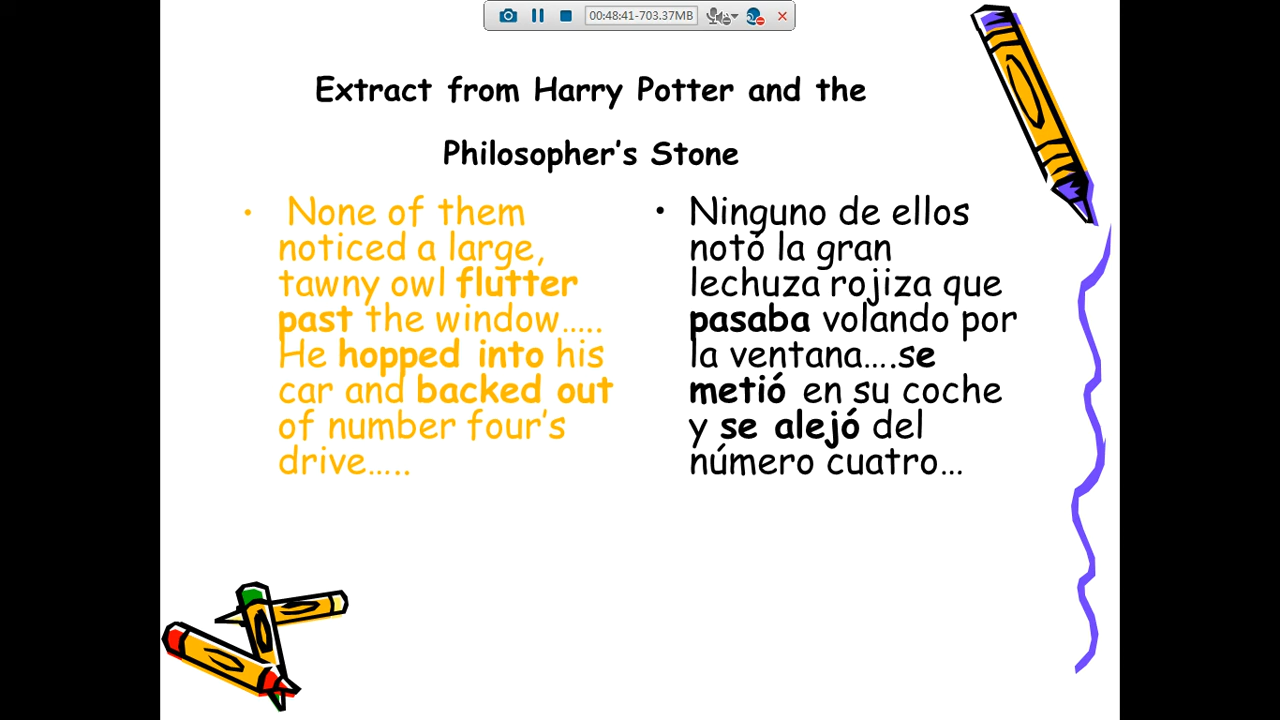 00:48:41-703.37MB
Extract from Harry Potter and the
Philosopher's Stone
• None of them
noticed a large,
tawny owl flutter
past the window.....
He hopped into his
car and backed out
of number four's
drive.....
• Ninguno de ellos
notó la gran
lechuza rojiza que
pasaba volando por
la ventana....se
metió en su coche
y se alejó del
número cuatro...